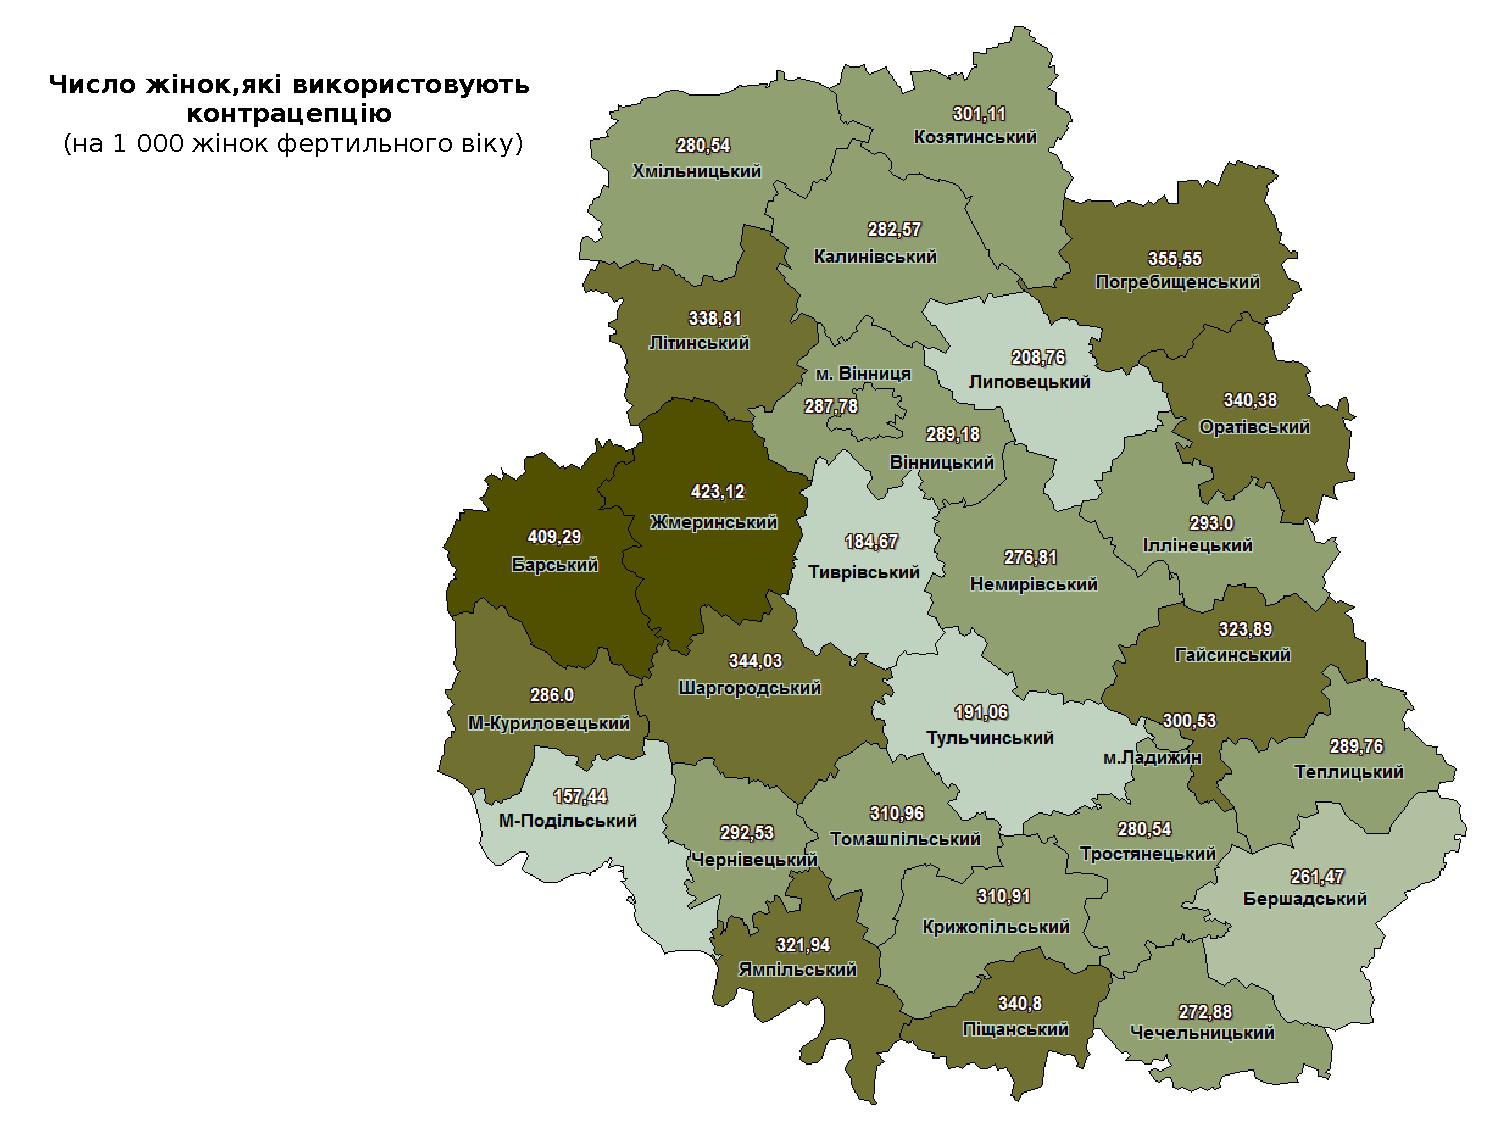 Число жінок,які використовують
контрацепцію
(на 1 000 жінок фертильного віку)
301,11
Козятинський
280,54
Хмільницький
282,57
Калинівський
355,55
Погребищенський
338,81
Літинський
208,76
Липовецький
м. Вінниця
287,78
340,38
Оратівський
289,18
Вінницький
423,12
Жмеринський
409,29
Барський
184,67
Тиврівський
276,81
Немирівський
293.0
Іллінецький
323,89
Гайсинський
344,03
Шаргородський
286.0
М-Куриловецький
191,06
Тульчинський
300,53
м.Ладижин
289,76
Теплицький
157,44
М-Подільський
292,53
Чернівецький
310,96
Томашпільський
280,54
Тростянецький
261,47
Бершадський
310,91
Крижопільський
321,94
Ямпільський
340,8
Піщанський
272,88
Чечельницький